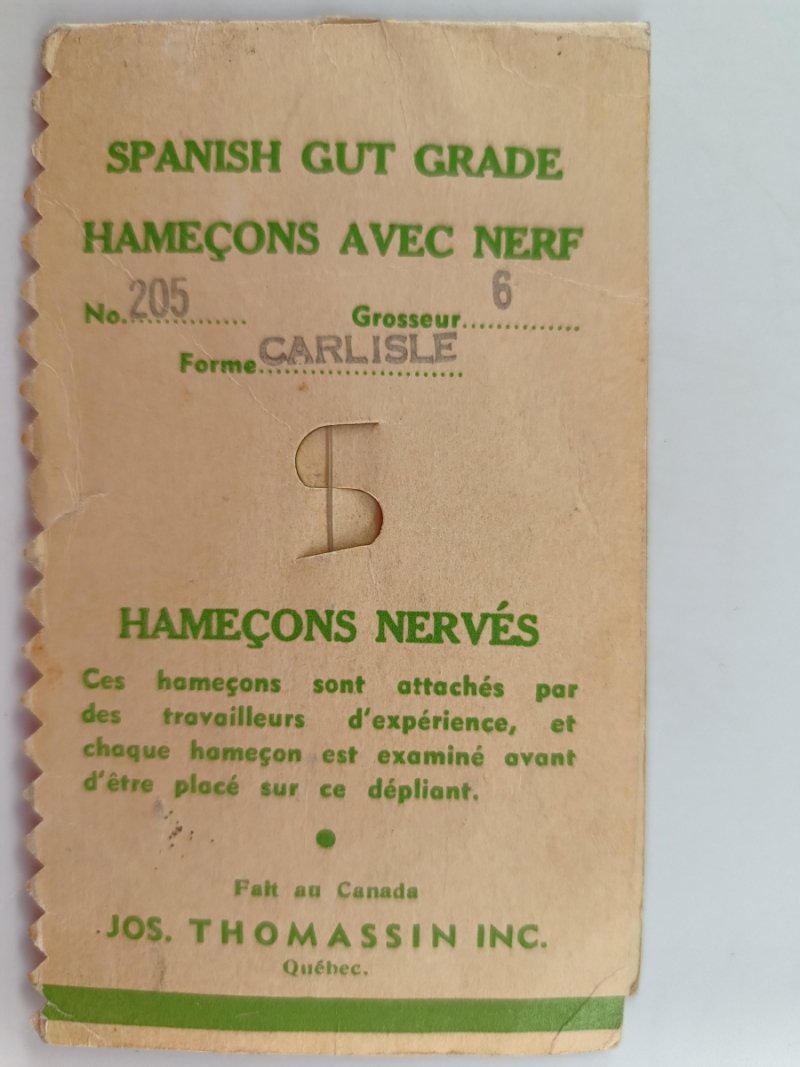 SPANISH GUT GRADE
HAMEÇONS AVEC NERF
No. 205 Grosseur 6
Forme CARLISLE
HAMEÇONS NERVÉS
Ces hameçons sont attachés par
des travailleurs d'expérience, et
chaque hameçon est examiné avant
d'être placé sur ce dépliant.
Fait au Canada
JOS. THOMASSIN INC.
Québec.